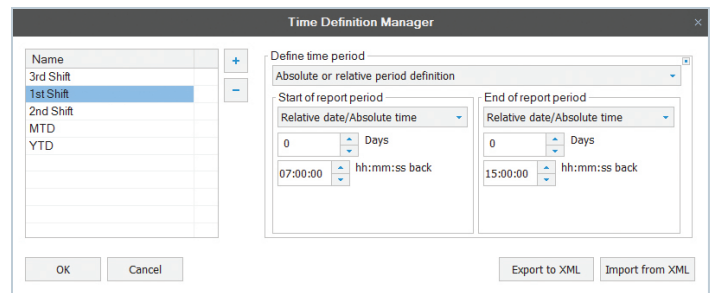 Time Definition Manager
×
Name
3rd Shift
1st Shift
2nd Shift
MTD
YTD
+
−
Define time period
Absolute or relative period definition
Start of report period
Relative date/Absolute time
0 Days
07:00:00 hh:mm:ss back
End of report period
Relative date/Absolute time
0 Days
15:00:00 hh:mm:ss back
OK Cancel Export to XML Import from XML